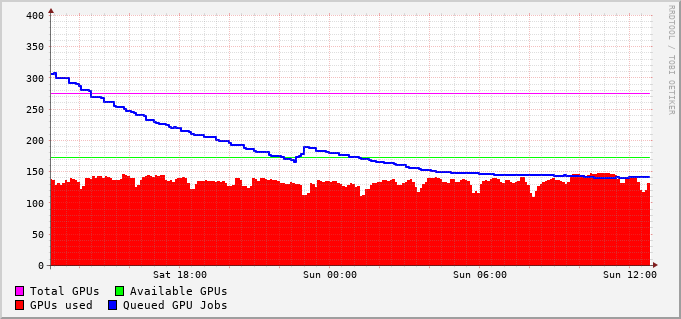 400
350
300
250
200
150
100
50
0
Sat 18:00 Sun 00:00 Sun 06:00 Sun 12:00
Total GPUs Available GPUs
GPUs used Queued GPU Jobs
RRDTOOL / TOBI OETIKER